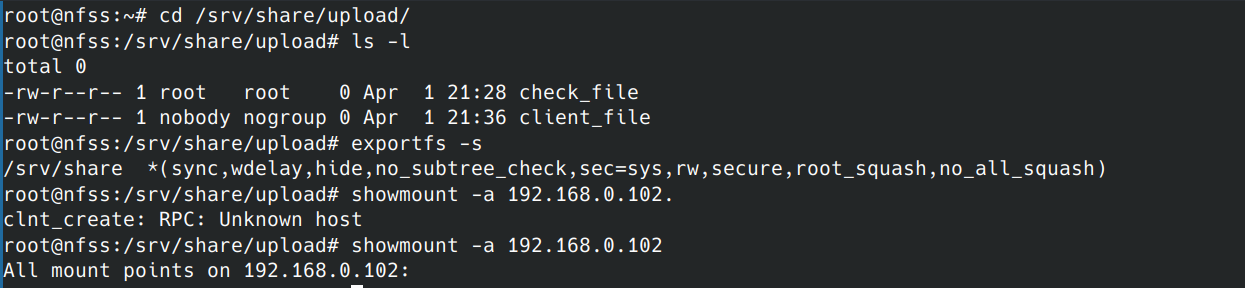 root@nfss:~# cd /srv/share/upload/
root@nfss:/srv/share/upload# ls -l
total 0
-rw-r--r-- 1 root   root    0 Apr  1 21:28 check_file
-rw-r--r-- 1 nobody nogroup 0 Apr  1 21:36 client_file
root@nfss:/srv/share/upload# exportfs -s
/srv/share  *(sync,wdelay,hide,no_subtree_check,sec=sys,rw,secure,root_squash,no_all_squash)
root@nfss:/srv/share/upload# showmount -a 192.168.0.102.
clnt_create: RPC: Unknown host
root@nfss:/srv/share/upload# showmount -a 192.168.0.102
All mount points on 192.168.0.102: